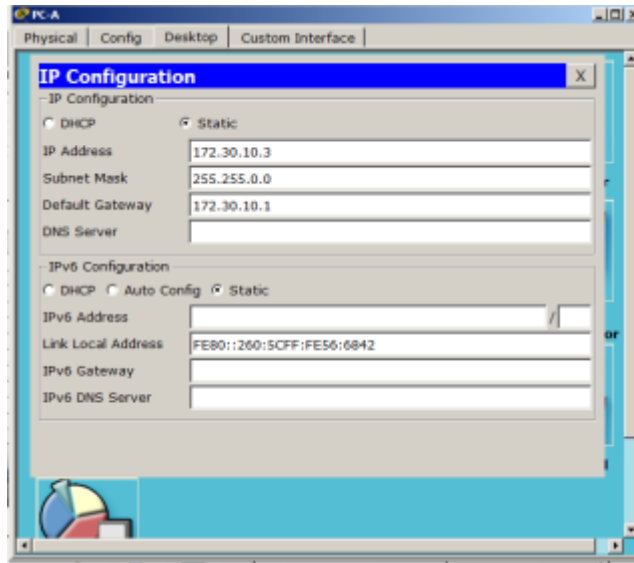 PC-A
Physical Config Desktop Custom Interface
IP Configuration X
IP Configuration
DHCP Static
IP Address 172.30.10.3
Subnet Mask 255.255.0.0
Default Gateway 172.30.10.1
DNS Server
IPv6 Configuration
DHCP Auto Config Static
IPv6 Address /
Link Local Address FE80::260:5CFF:FE56:6842
IPv6 Gateway
IPv6 DNS Server
or